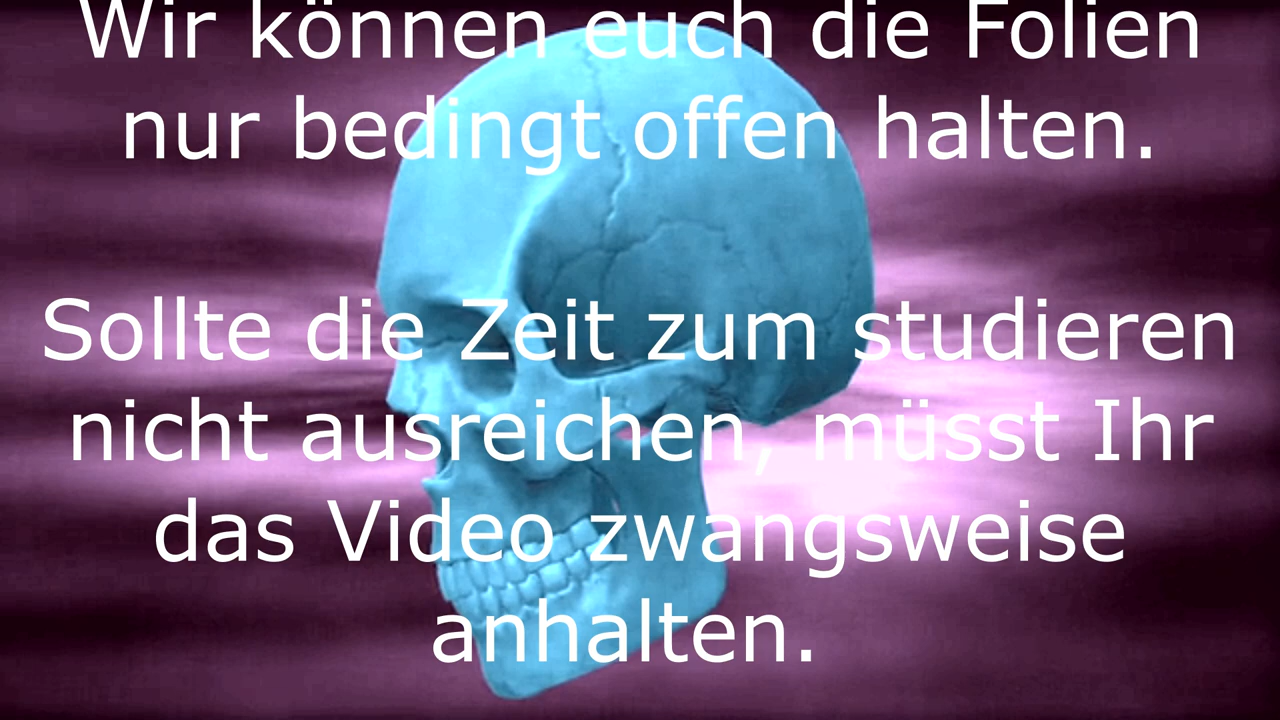 Wir können euch die Folien
nur bedingt offen halten.
Sollte die Zeit zum studieren
nicht ausreichen, müsst Ihr
das Video zwangsweise
anhalten.